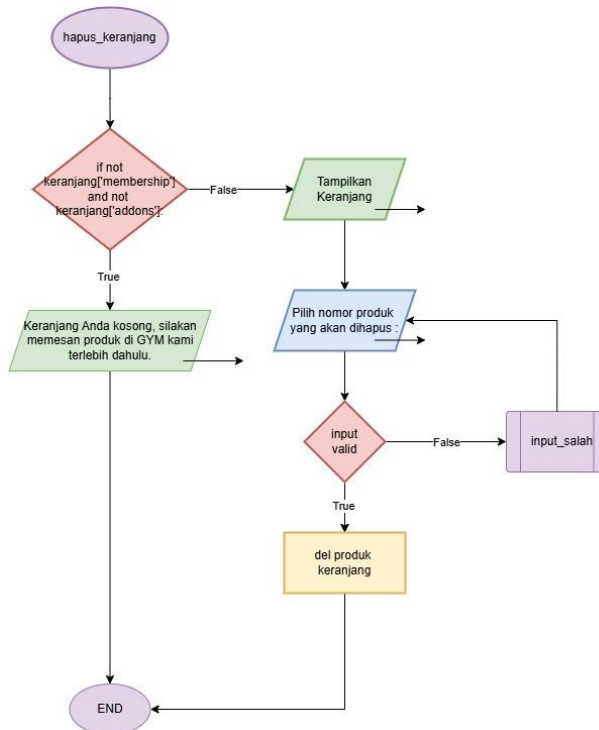 hapus_keranjang
if not
keranjang['membership']
and not
keranjang['addons']:
False
Tampilkan
Keranjang
True
Keranjang Anda kosong, silakan
memesan produk di GYM kami
terlebih dahulu.
Pilih nomor produk
yang akan dihapus :
input
valid
False
input_salah
True
del produk
keranjang
END